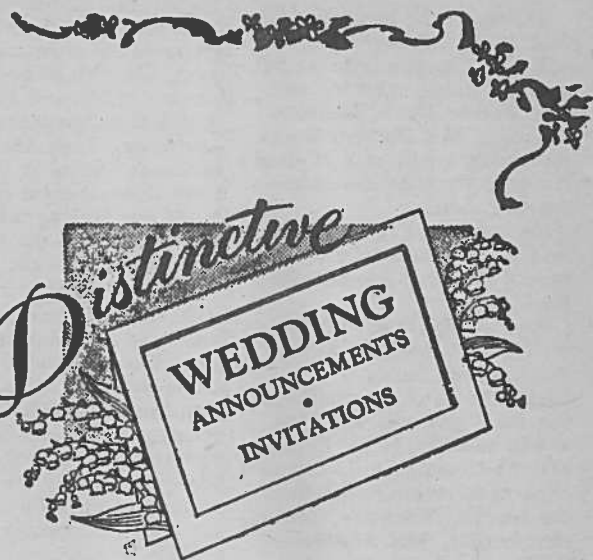 Distinctive
WEDDING
ANNOUNCEMENTS
•
INVITATIONS